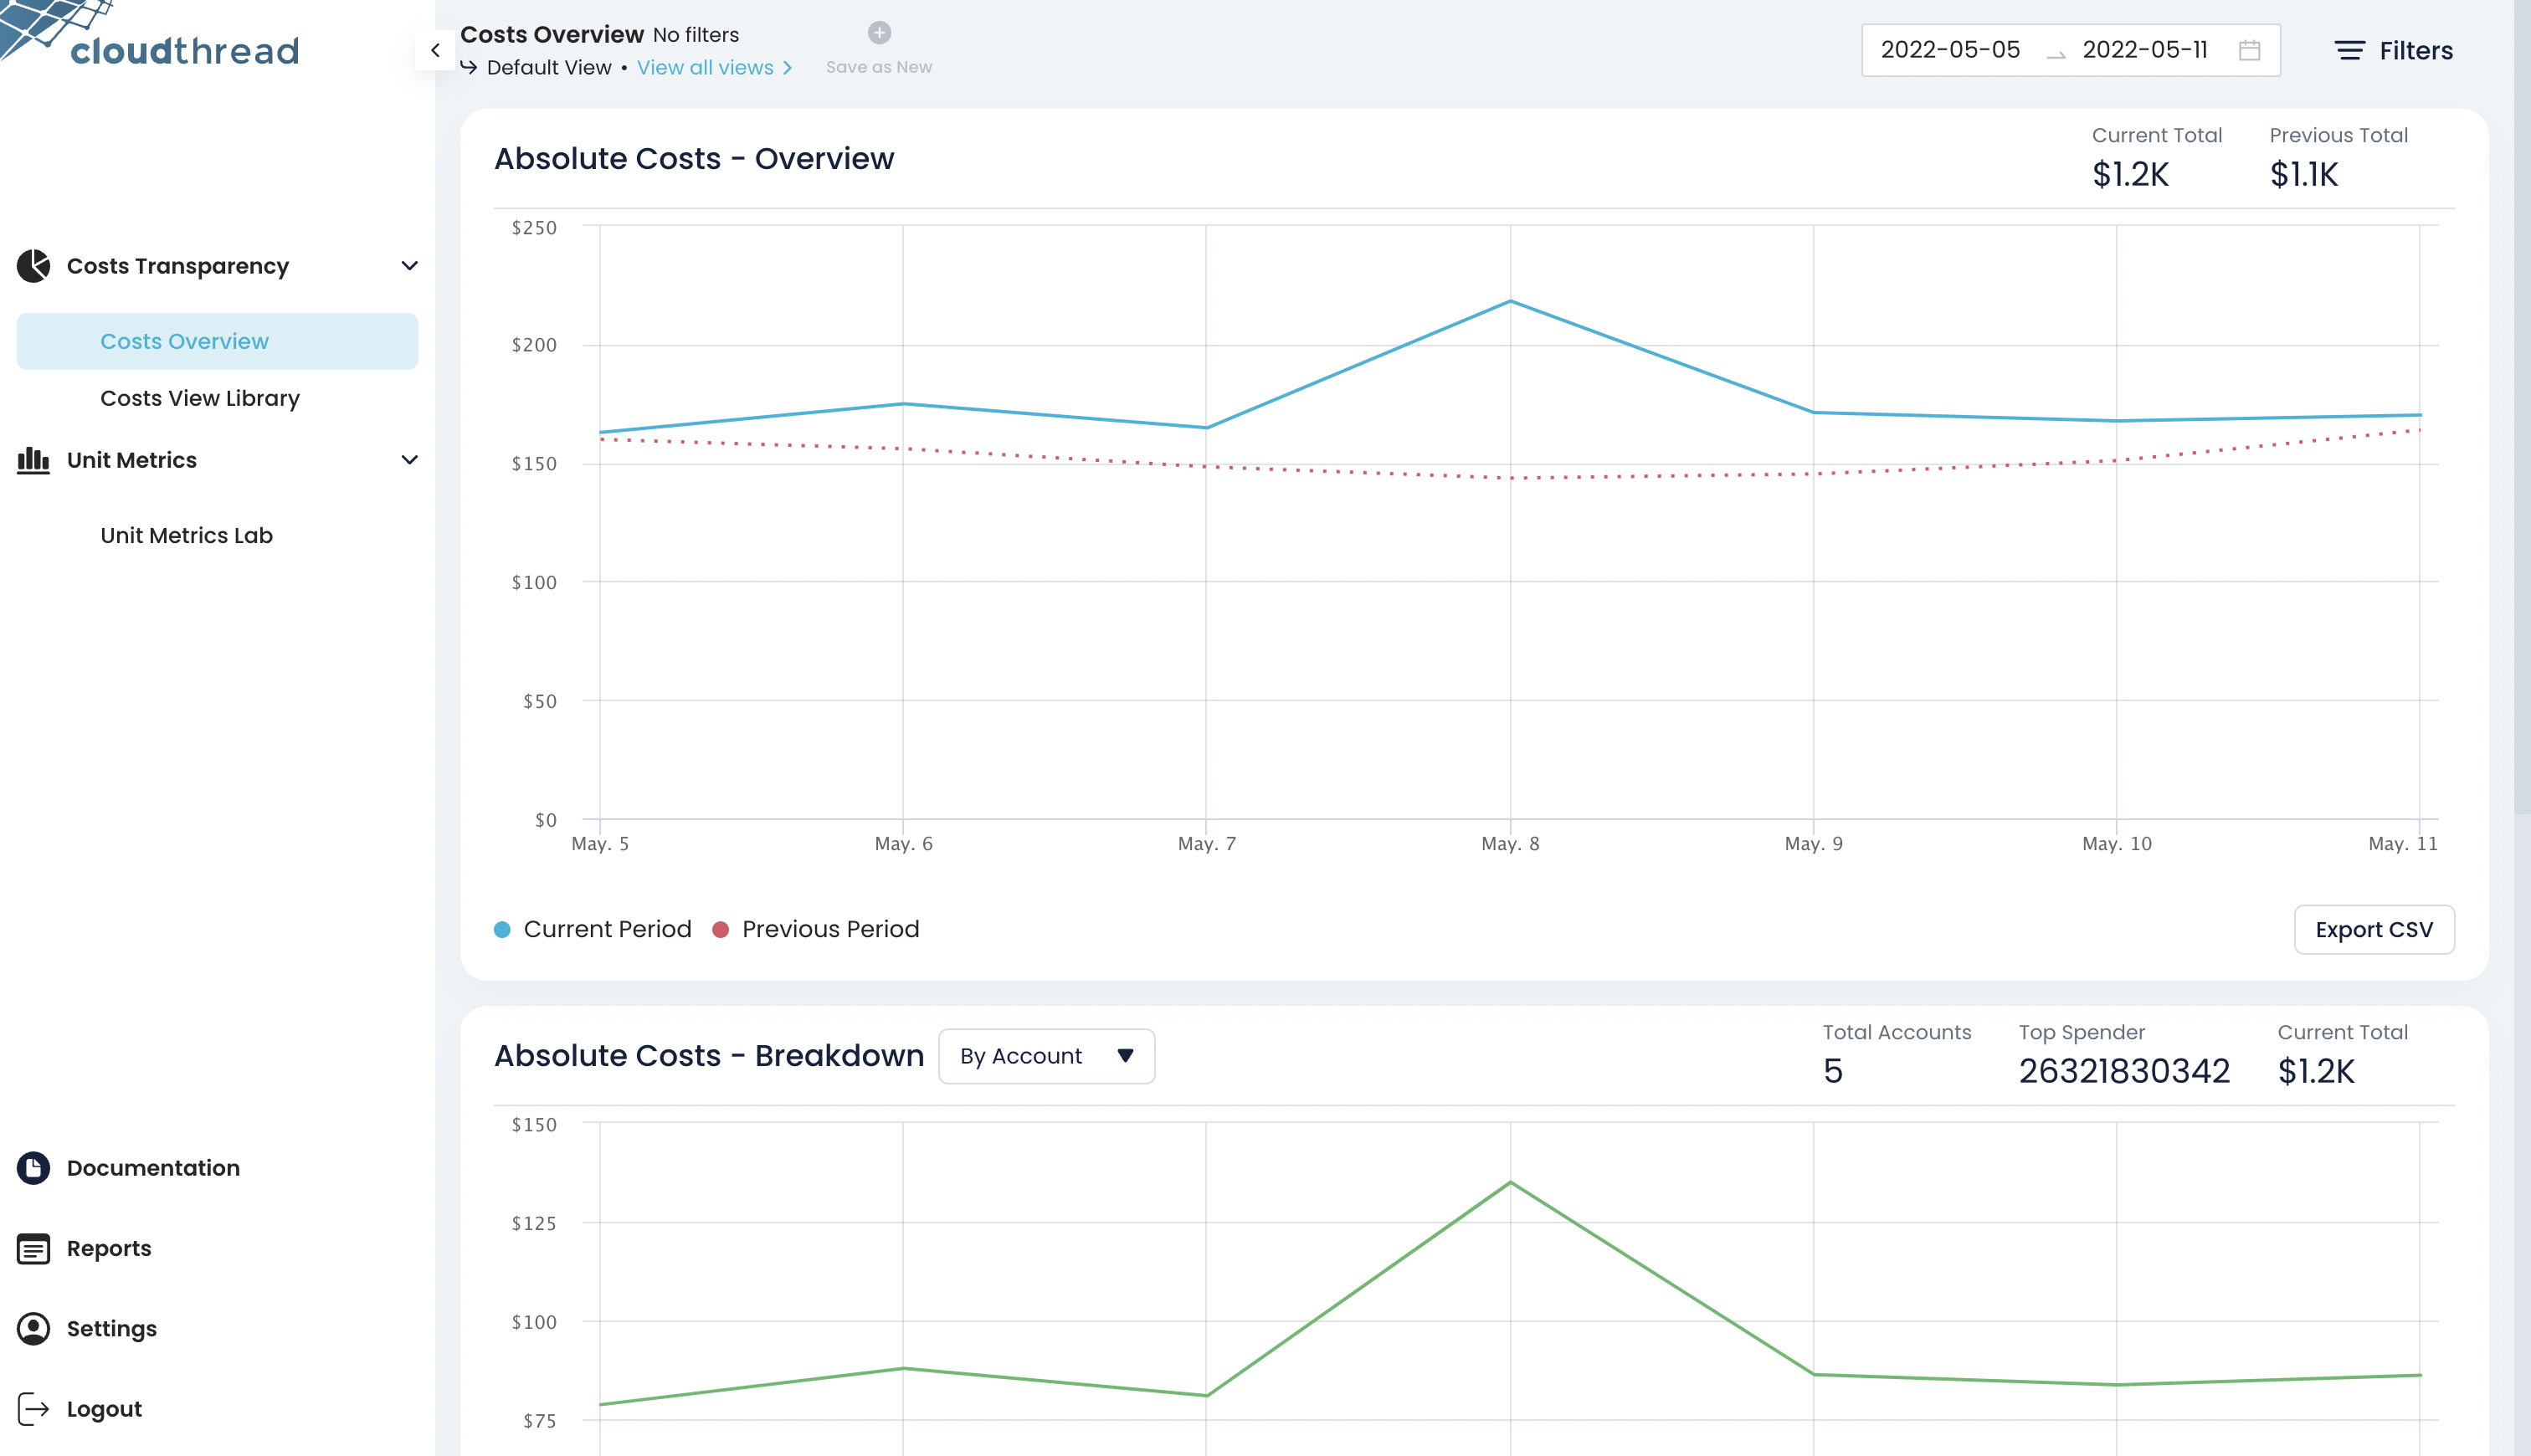 cloudthread
Costs Transparency
Costs Overview
Costs View Library
Unit Metrics
Unit Metrics Lab
Documentation
Reports
Settings
Logout
Costs Overview No filters
Default View • View all views
Save as New
2022-05-05 → 2022-05-11
Filters
Absolute Costs - Overview
Current Total
$1.2K
Previous Total
$1.1K
$250
$200
$150
$100
$50
$0
May. 5 May. 6 May. 7 May. 8 May. 9 May. 10 May. 11
Current Period Previous Period
Export CSV
Absolute Costs - Breakdown
By Account
Total Accounts
5
Top Spender
26321830342
Current Total
$1.2K
$150
$125
$100
$75